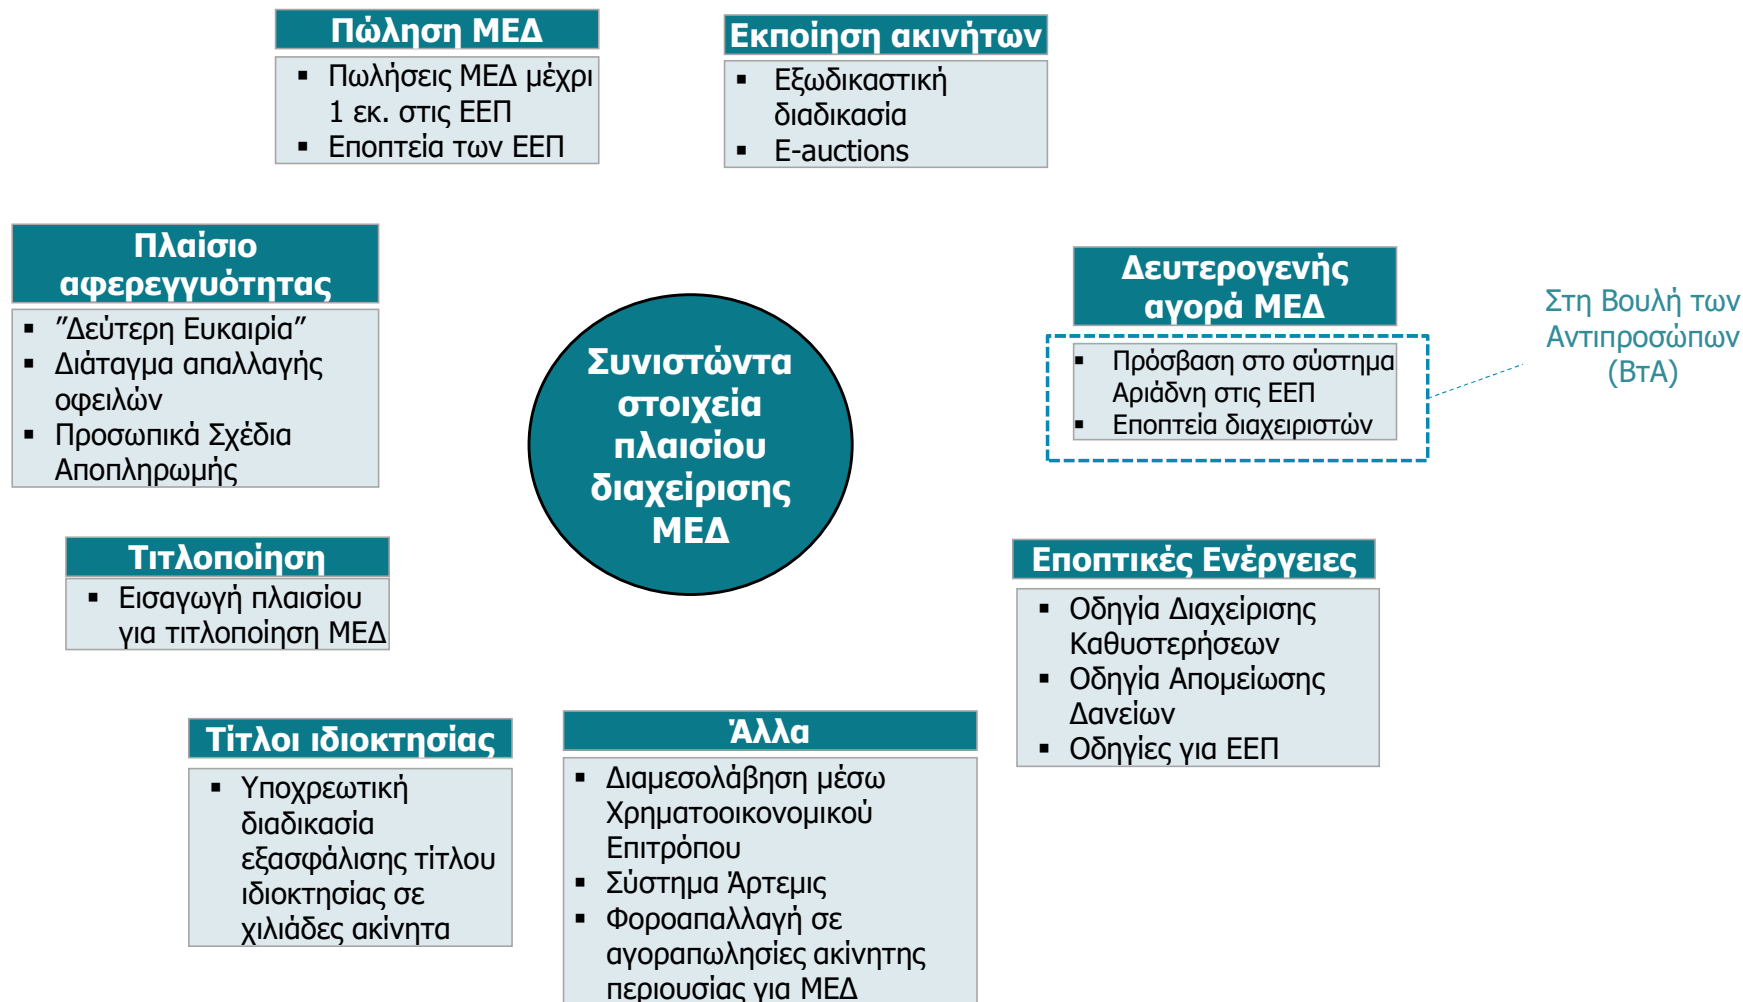 Πώληση ΜΕΔ
▪ Πωλήσεις ΜΕΔ μέχρι
1 εκ. στις ΕΕΠ
▪ Εποπτεία των ΕΕΠ
Εκποίηση ακινήτων
▪ Εξωδικαστική
διαδικασία
▪ E-auctions
Πλαίσιο
αφερεγγυότητας
▪ ”Δεύτερη Ευκαιρία”
▪ Διάταγμα απαλλαγής
οφειλών
▪ Προσωπικά Σχέδια
Αποπληρωμής
Δευτερογενής
αγορά ΜΕΔ
▪ Πρόσβαση στο σύστημα
Αριάδνη στις ΕΕΠ
▪ Εποπτεία διαχειριστών
Στη Βουλή των
Αντιπροσώπων
(ΒτΑ)
Συνιστώντα
στοιχεία
πλαισίου
διαχείρισης
ΜΕΔ
Τιτλοποίηση
▪ Εισαγωγή πλαισίου
για τιτλοποίηση ΜΕΔ
Εποπτικές Ενέργειες
▪ Οδηγία Διαχείρισης
Καθυστερήσεων
▪ Οδηγία Απομείωσης
Δανείων
▪ Οδηγίες για ΕΕΠ
Τίτλοι ιδιοκτησίας
▪ Υποχρεωτική
διαδικασία
εξασφάλισης τίτλου
ιδιοκτησίας σε
χιλιάδες ακίνητα
Άλλα
▪ Διαμεσολάβηση μέσω
Χρηματοοικονομικού
Επιτρόπου
▪ Σύστημα Άρτεμις
▪ Φοροαπαλλαγή σε
αγοραπωλησίες ακίνητης
περιουσίας για ΜΕΔ